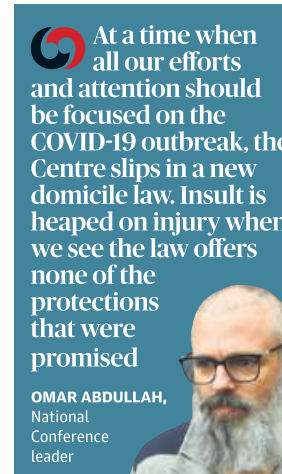 At a time when
all our efforts
and attention should
be focused on the
COVID-19 outbreak, the
Centre slips in a new
domicile law. Insult is
heaped on injury when
we see the law offers
none of the
protections
that were
promised
OMAR ABDULLAH,
National
Conference
leader